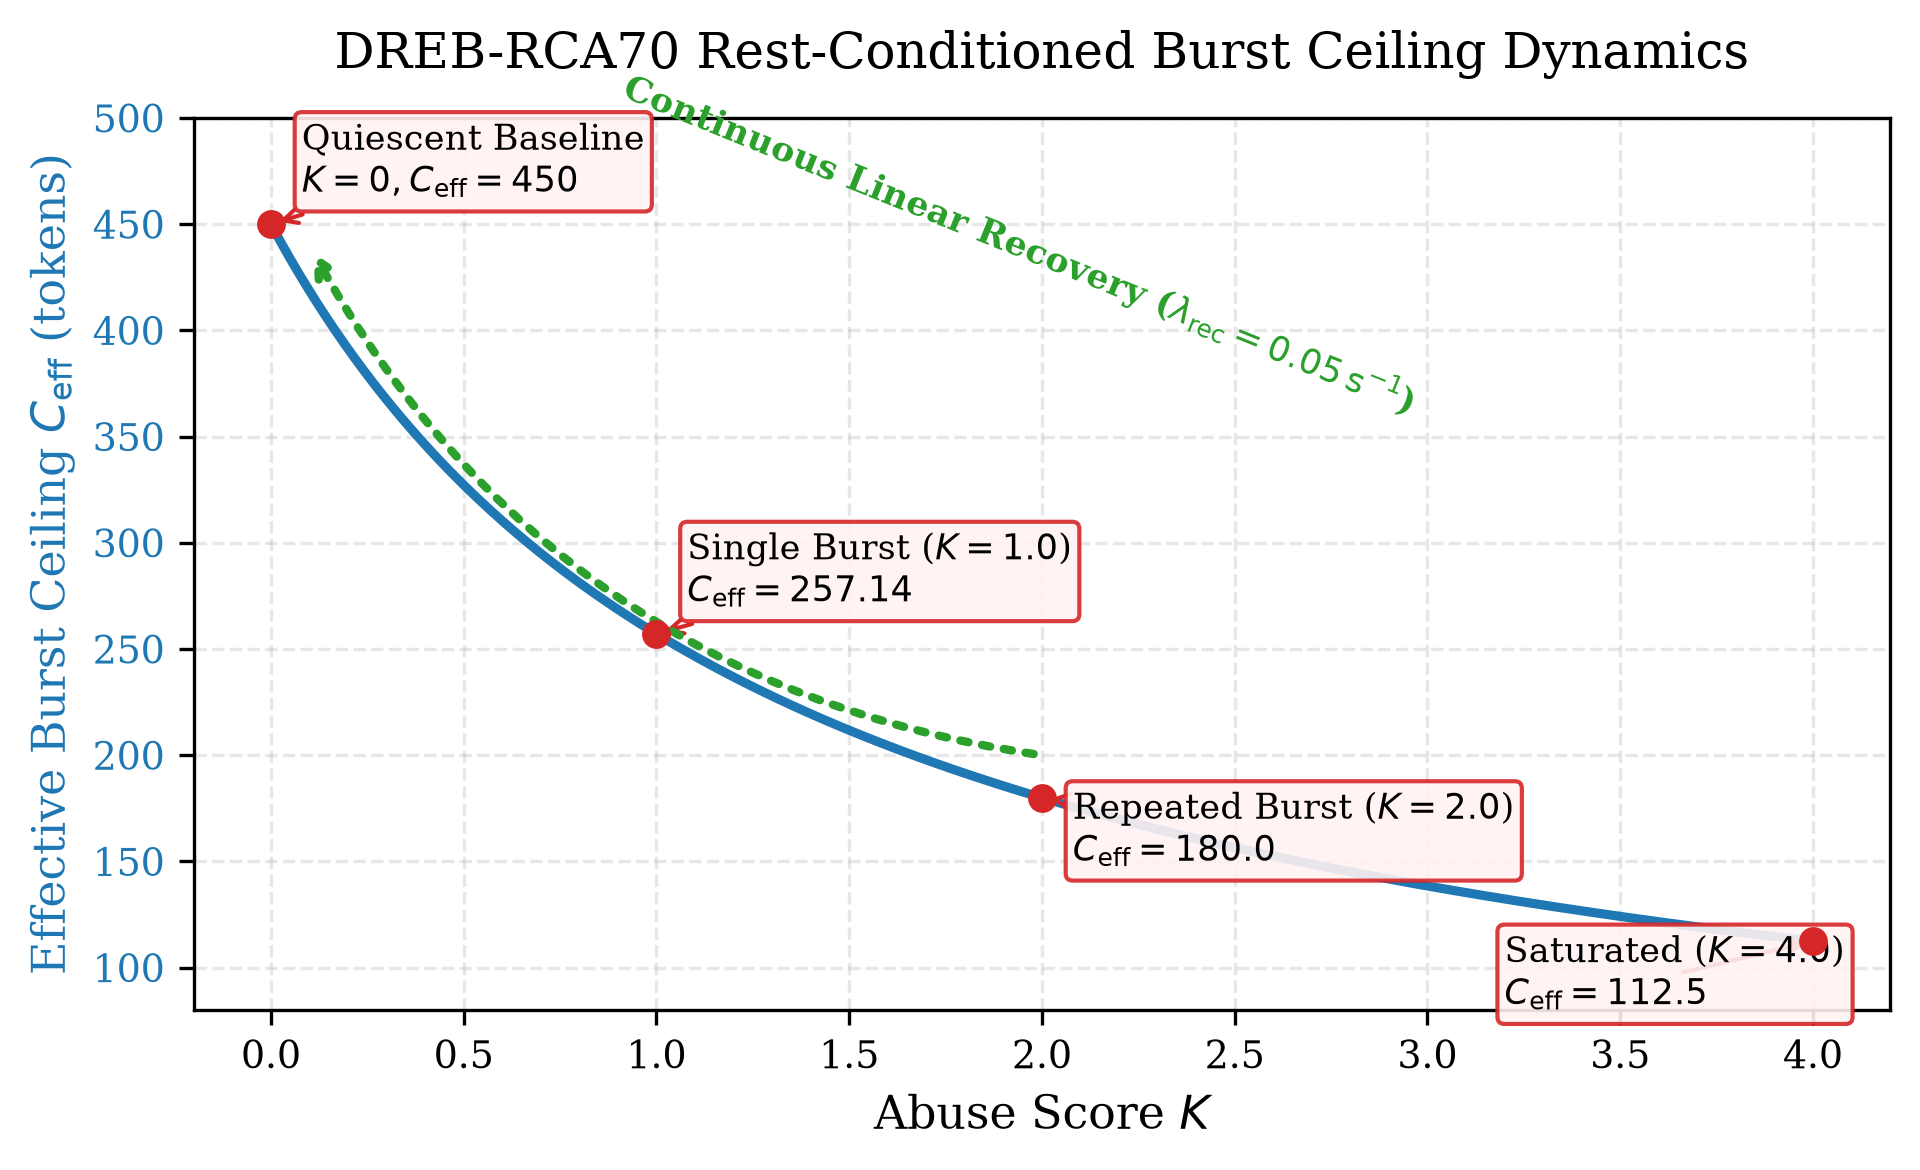 DREB-RCA70 Rest-Conditioned Burst Ceiling Dynamics
Continuous Linear Recovery (λrec = 0.05 s⁻¹)
Quiescent Baseline
K = 0, Ceff = 450
Single Burst (K = 1.0)
Ceff = 257.14
Repeated Burst (K = 2.0)
Ceff = 180.0
Saturated (K = 4.0)
Ceff = 112.5
Effective Burst Ceiling Ceff (tokens)
500
450
400
350
300
250
200
150
100
0.0 0.5 1.0 1.5 2.0 2.5 3.0 3.5 4.0
Abuse Score K